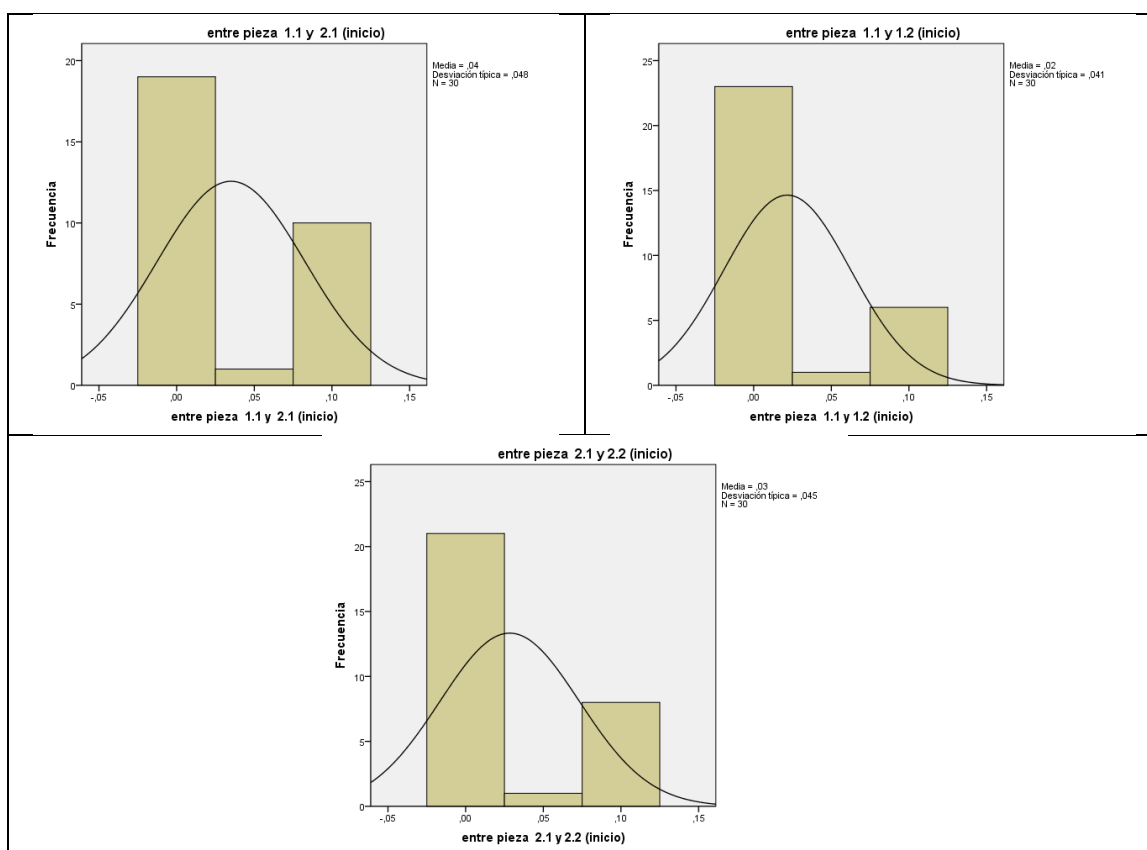 entre pieza 1.1 y 2.1 (inicio)
Media = ,04
Desviación típica = ,048
N = 30
20
15
10
5
0
Frecuencia
-,05 ,00 ,05 ,10 ,15
entre pieza 1.1 y 2.1 (inicio)
entre pieza 1.1 y 1.2 (inicio)
Media = ,02
Desviación típica = ,041
N = 30
25
20
15
10
5
0
Frecuencia
-,05 ,00 ,05 ,10 ,15
entre pieza 1.1 y 1.2 (inicio)
entre pieza 2.1 y 2.2 (inicio)
Media = ,03
Desviación típica = ,045
N = 30
25
20
15
10
5
0
Frecuencia
-,05 ,00 ,05 ,10 ,15
entre pieza 2.1 y 2.2 (inicio)